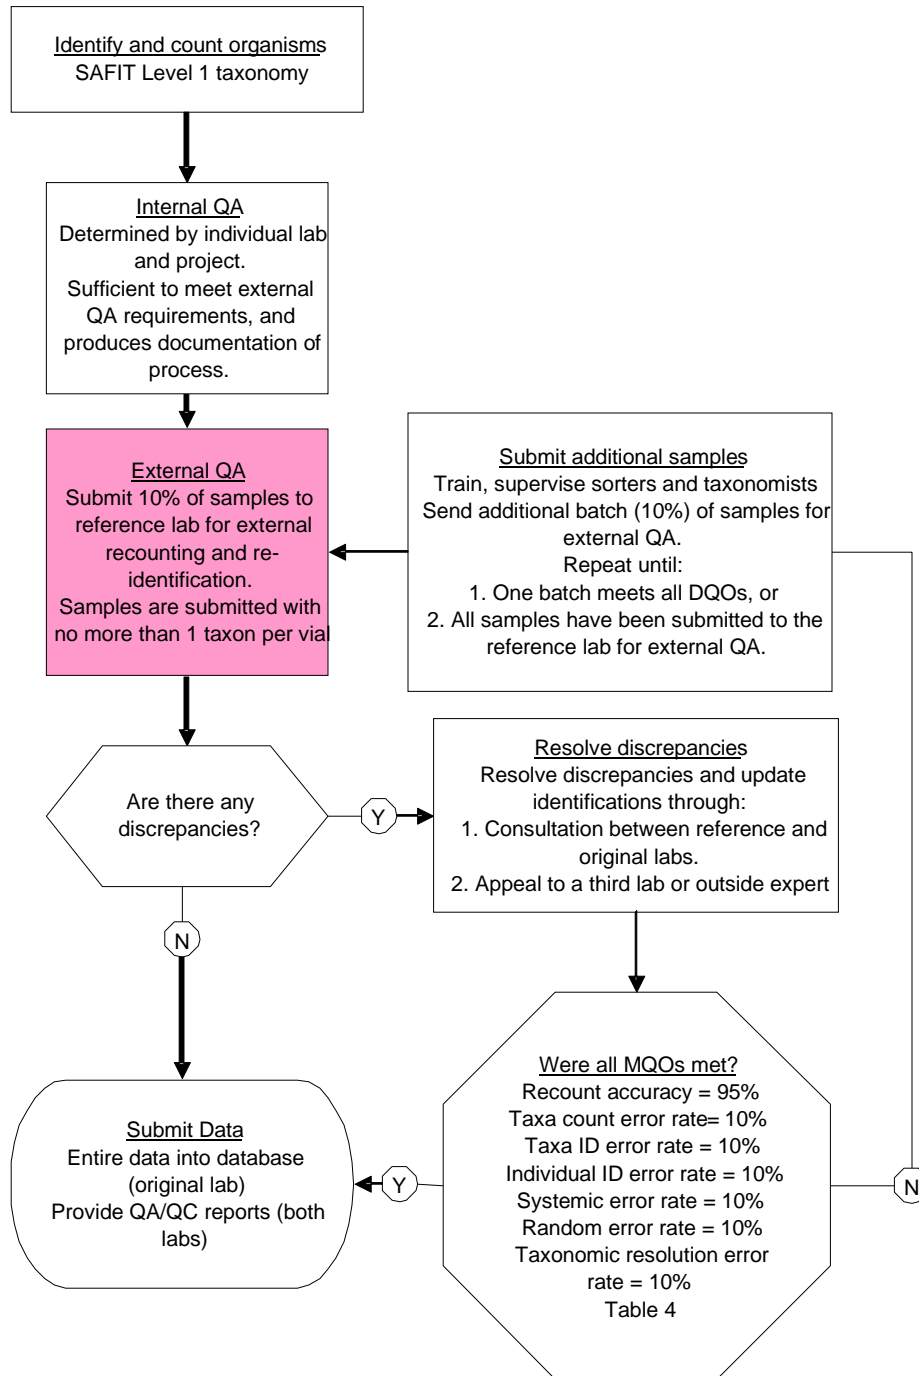 Identify and count organisms
SAFIT Level 1 taxonomy
Internal QA
Determined by individual lab
and project.
Sufficient to meet external
QA requirements, and
produces documentation of
process.
External QA
Submit 10% of samples to
reference lab for external
recounting and re-
identification.
Samples are submitted with
no more than 1 taxon per vial
Submit additional samples
Train, supervise sorters and taxonomists
Send additional batch (10%) of samples for
external QA.
Repeat until:
1. One batch meets all DQOs, or
2. All samples have been submitted to the
reference lab for external QA.
Are there any
discrepancies?
Y
N
Resolve discrepancies
Resolve discrepancies and update
identifications through:
1. Consultation between reference and
original labs.
2. Appeal to a third lab or outside expert
Were all MQOs met?
Recount accuracy = 95%
Taxa count error rate= 10%
Taxa ID error rate = 10%
Individual ID error rate = 10%
Systemic error rate = 10%
Random error rate = 10%
Taxonomic resolution error
rate = 10%
Table 4
Y
N
Submit Data
Entire data into database
(original lab)
Provide QA/QC reports (both
labs)